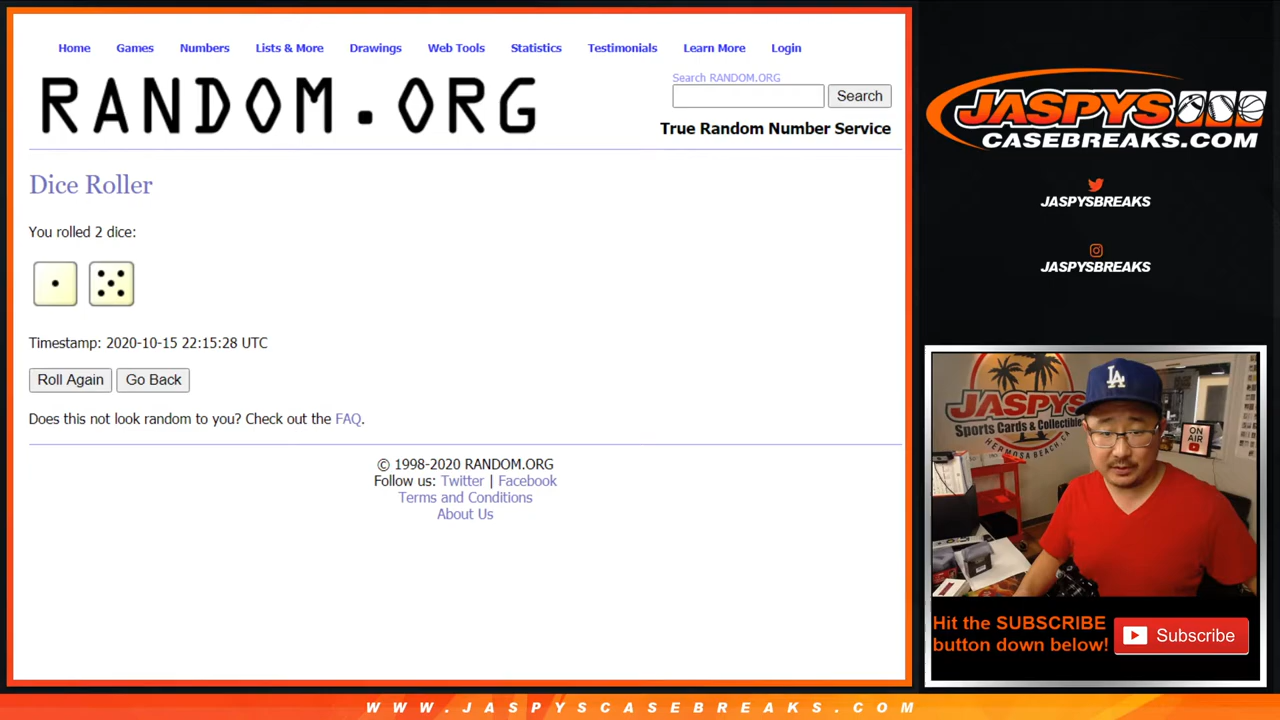 Home Games Numbers Lists & More Drawings Web Tools Statistics Testimonials Learn More Login
RANDOM.ORG
Search RANDOM.ORG
Search
True Random Number Service
Dice Roller
You rolled 2 dice:
Timestamp: 2020-10-15 22:15:28 UTC
Roll Again Go Back
Does this not look random to you? Check out the FAQ.
© 1998-2020 RANDOM.ORG
Follow us: Twitter | Facebook
Terms and Conditions
About Us
JASPYS
CASEBREAKS.COM
JASPYSBREAKS
JASPYSBREAKS
JASPYS
Sports Cards & Collectible
HERMOSA BEACH, CA
LA
ON
AIR
Hit the SUBSCRIBE
button down below!
Subscribe
WWW.JASPYSCASEBREAKS.COM